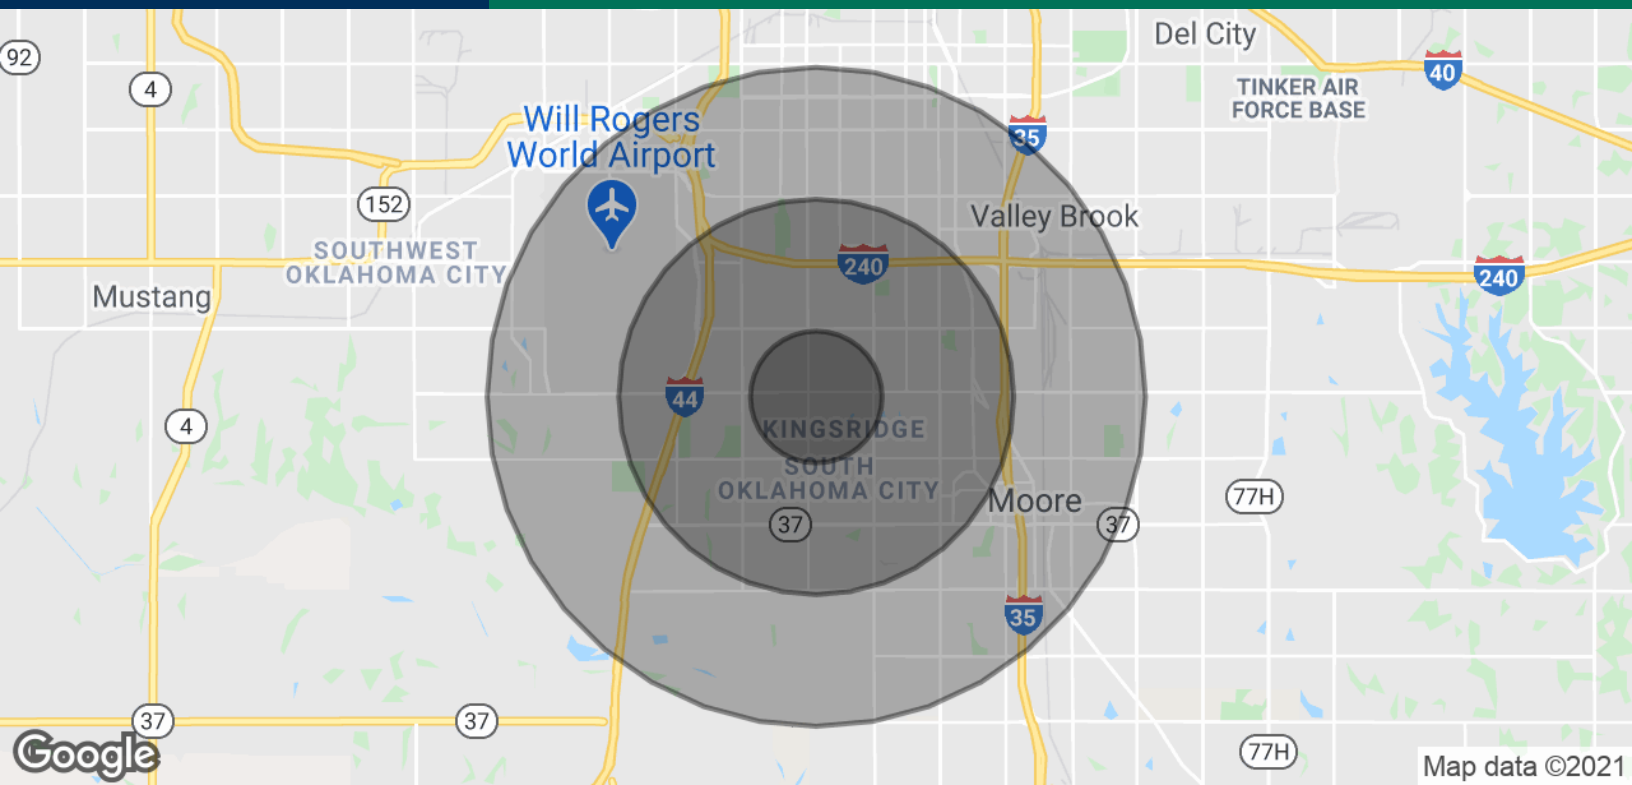 Del City
92
40
4
TINKER AIR
FORCE BASE
Will Rogers
World Airport
35
152
Valley Brook
SOUTHWEST
OKLAHOMA CITY
240
240
Mustang
44
4
KINGSRIDGE
SOUTH
OKLAHOMA CITY
Moore
77H
37
37
35
37
37
Google
77H
Map data ©2021